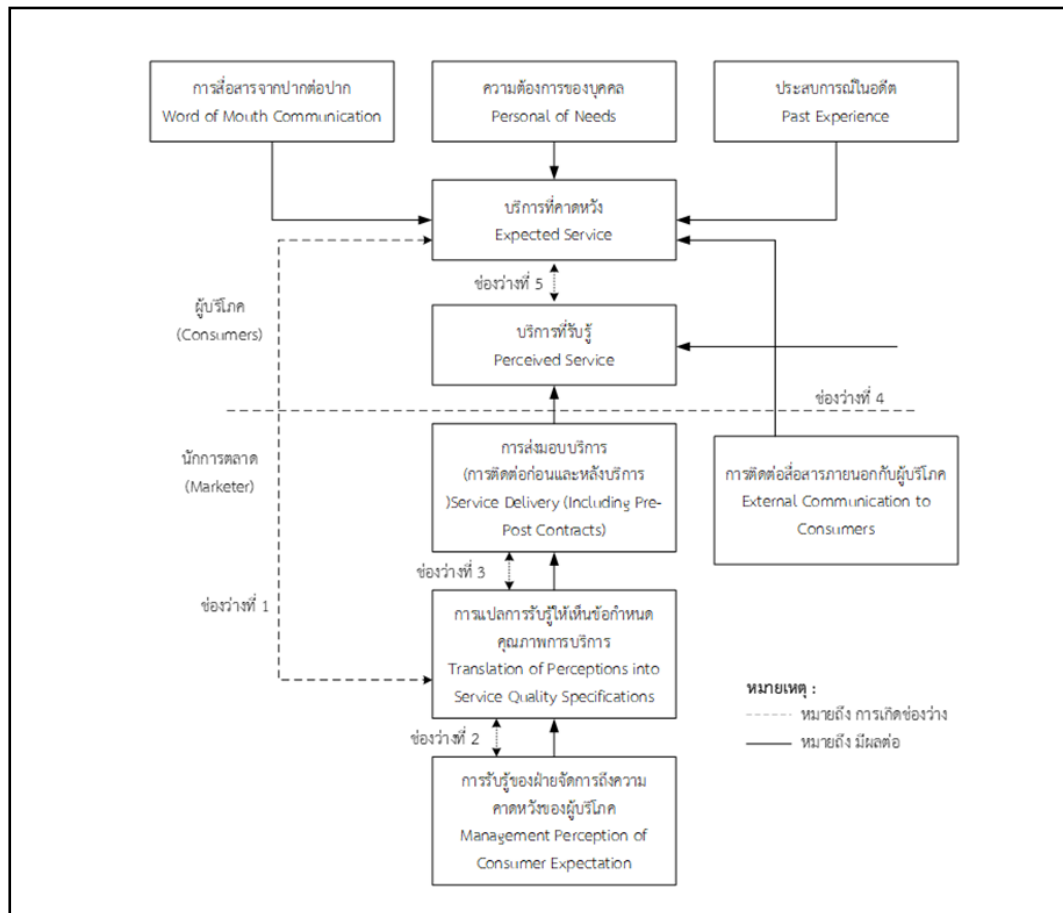 การสื่อสารจากปากต่อปาก
Word of Mouth Communication
ความต้องการของบุคคล
Personal of Needs
ประสบการณ์ในอดีต
Past Experience
บริการที่คาดหวัง
Expected Service
ช่องว่างที่ 5
ผู้บริโภค
(Consumers)
บริการที่รับรู้
Perceived Service
ช่องว่างที่ 4
นักการตลาด
(Marketer)
การส่งมอบบริการ
(การติดต่อก่อนและหลังบริการ
)Service Delivery (Including Pre-
Post Contracts)
การติดต่อสื่อสารภายนอกกับผู้บริโภค
External Communication to
Consumers
ช่องว่างที่ 3
ช่องว่างที่ 1
การแปลการรับรู้ให้เห็นข้อกำหนด
คุณภาพการบริการ
Translation of Perceptions into
Service Quality Specifications
หมายเหตุ :
หมายถึง การเกิดช่องว่าง
หมายถึง มีผลต่อ
ช่องว่างที่ 2
การรับรู้ของฝ่ายจัดการถึงความ
คาดหวังของผู้บริโภค
Management Perception of
Consumer Expectation